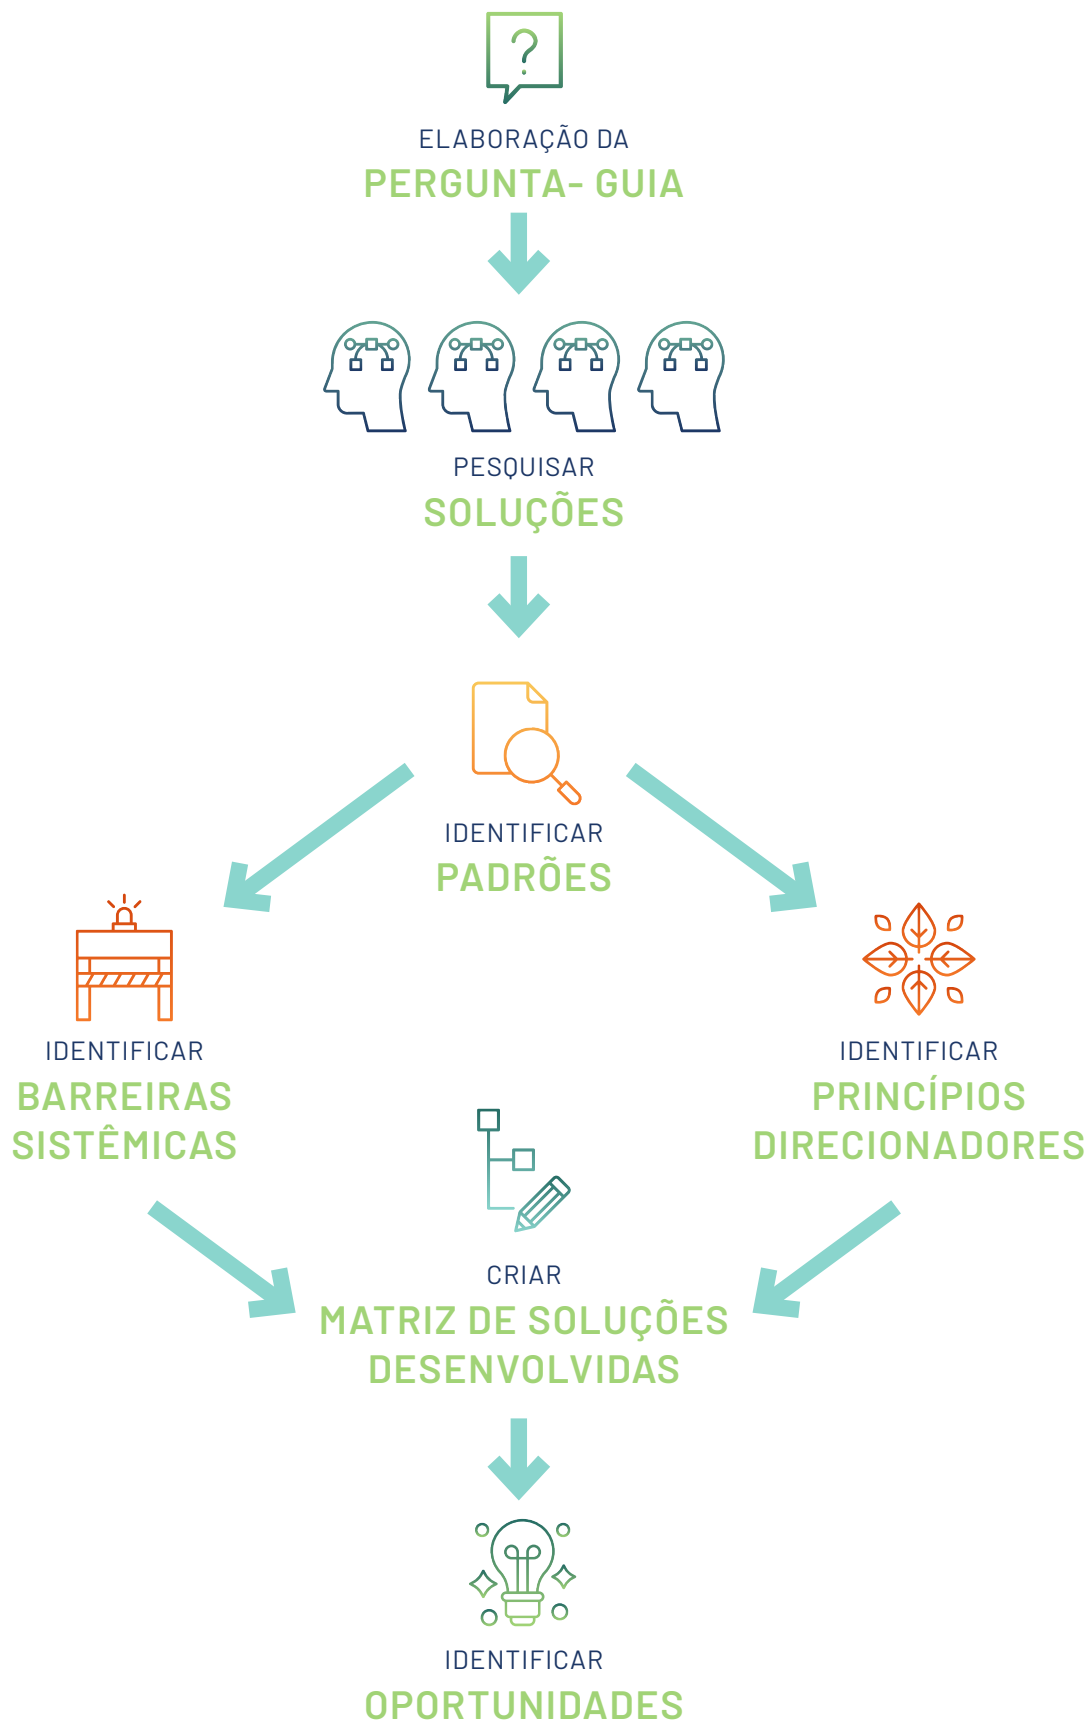 ELABORAÇÃO DA
PERGUNTA- GUIA
PESQUISAR
SOLUÇÕES
IDENTIFICAR
PADRÕES
IDENTIFICAR
BARREIRAS
SISTÊMICAS
IDENTIFICAR
PRINCÍPIOS
DIRECIONADORES
CRIAR
MATRIZ DE SOLUÇÕES
DESENVOLVIDAS
IDENTIFICAR
OPORTUNIDADES